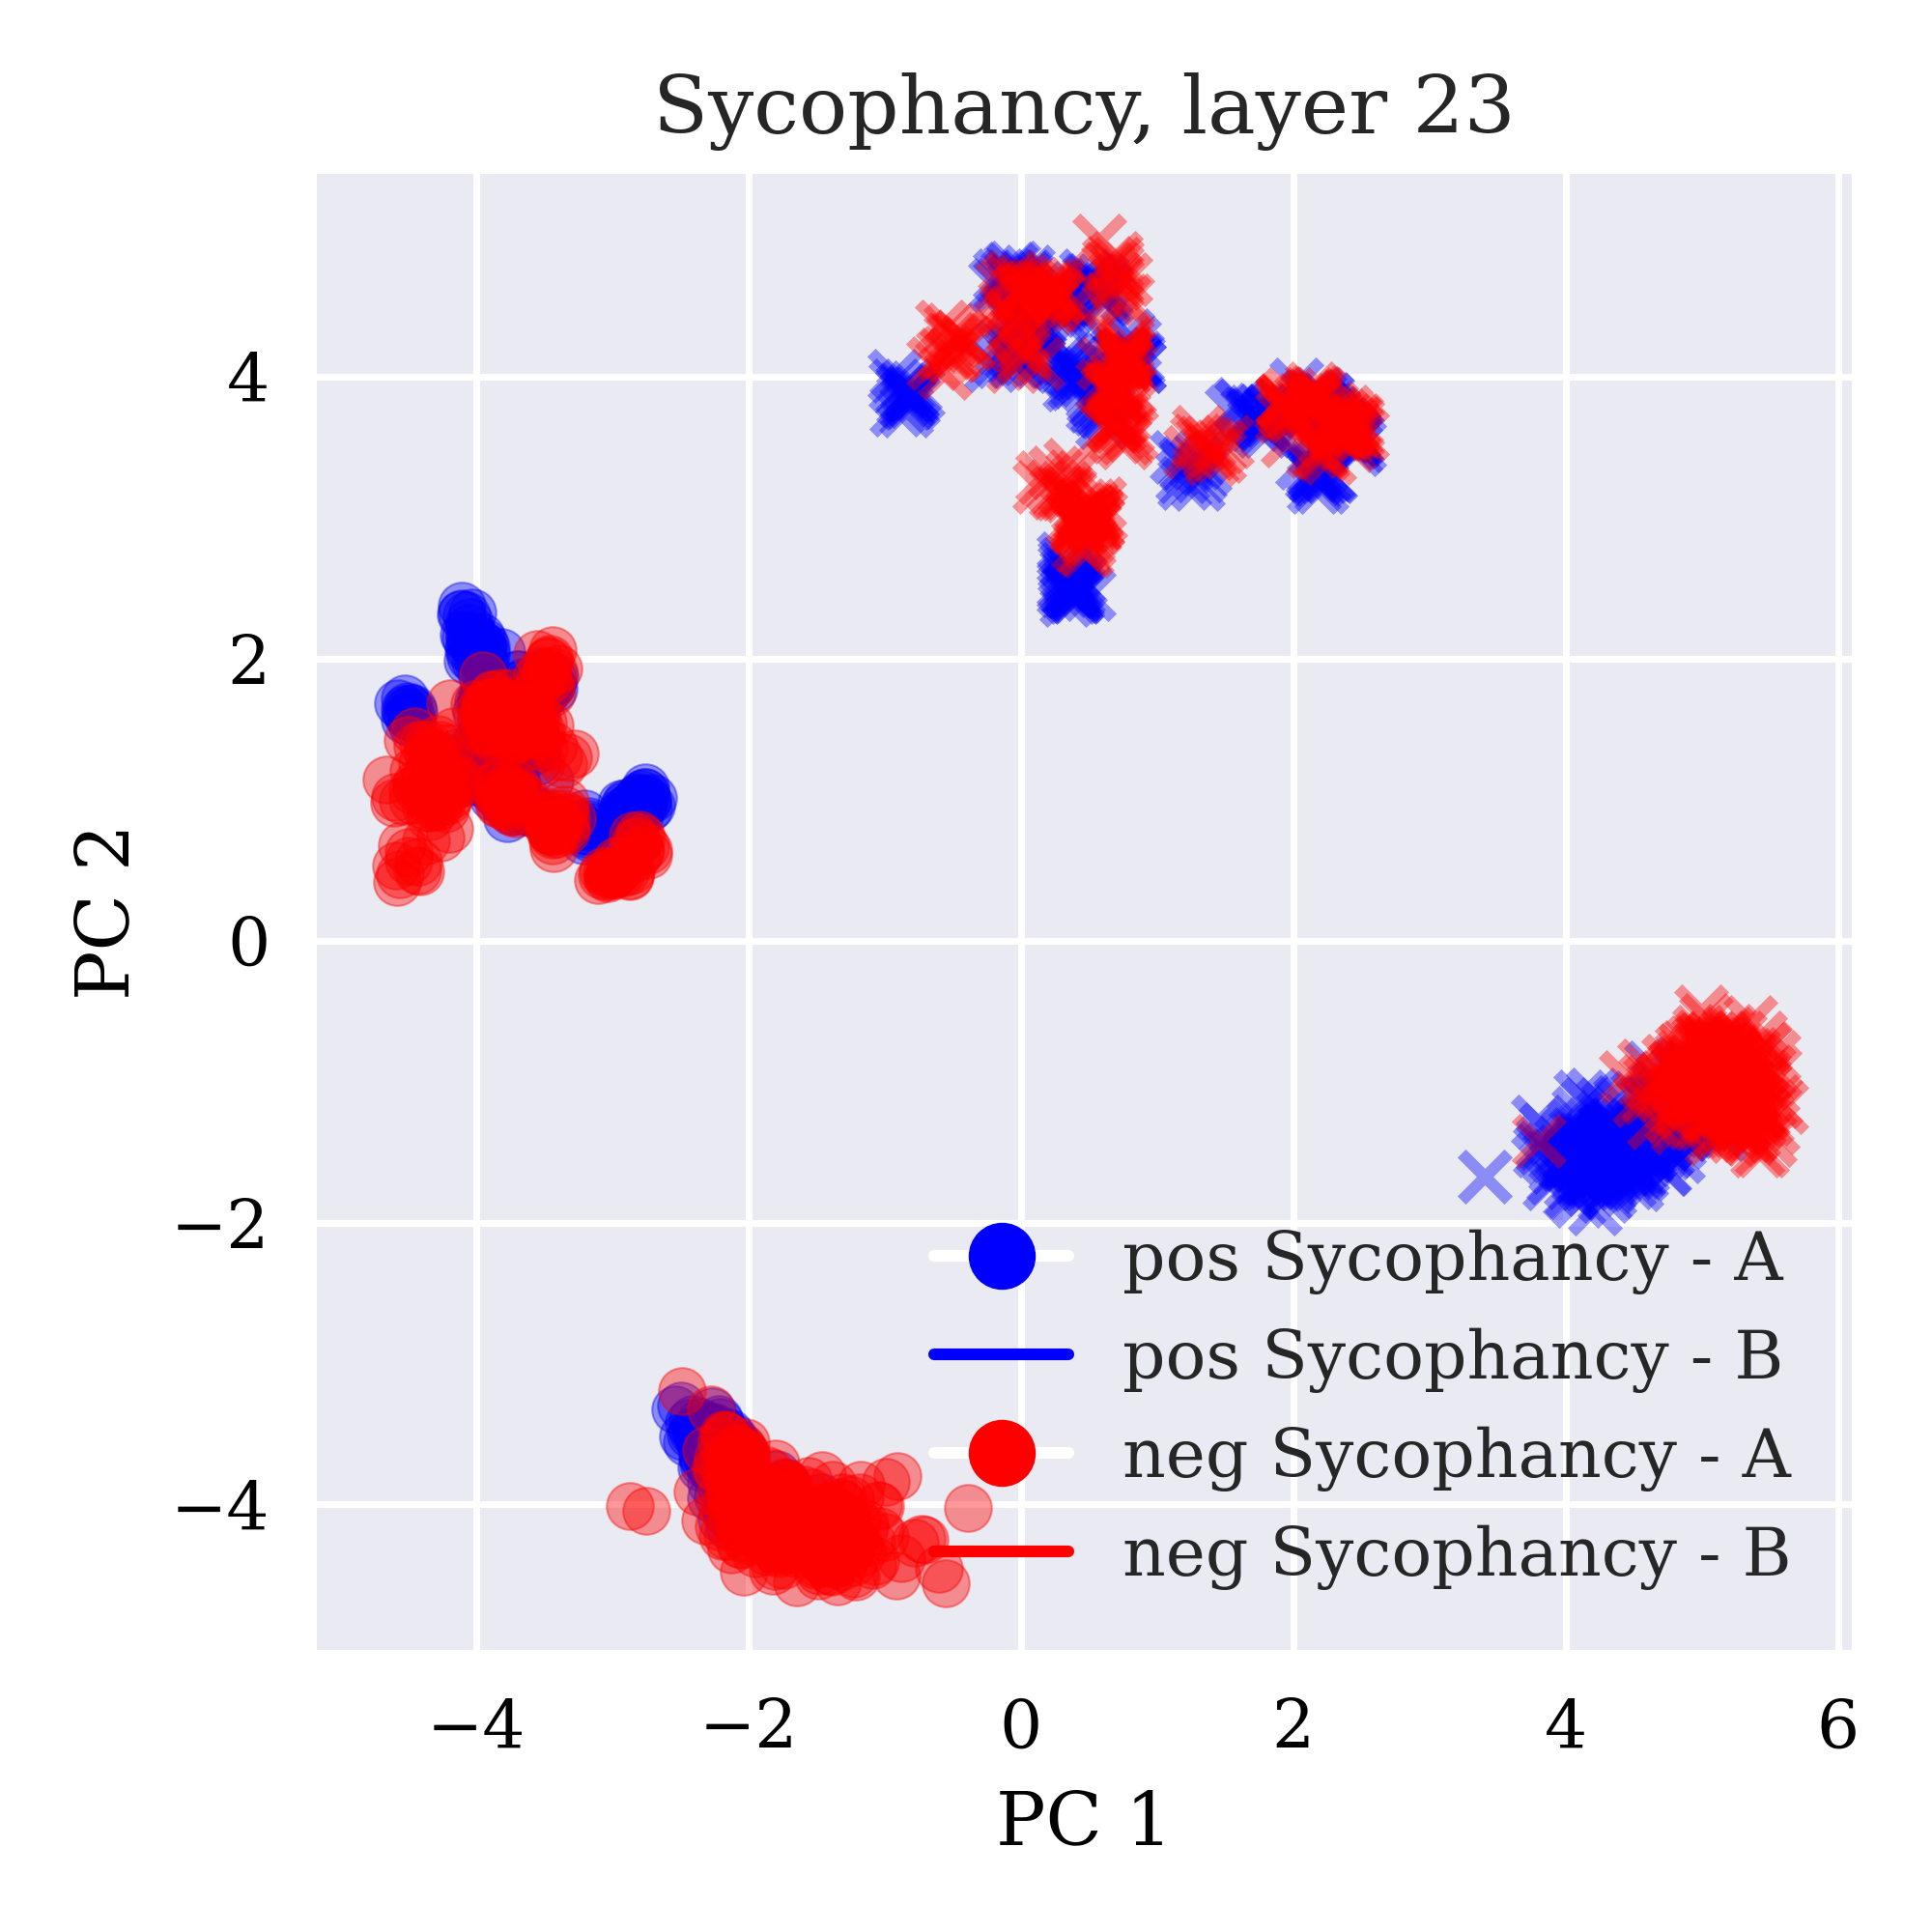 Sycophancy, layer 23
4
2
0
−2
−4
PC 2
pos Sycophancy - A
pos Sycophancy - B
neg Sycophancy - A
neg Sycophancy - B
−4 −2 0 2 4 6
PC 1